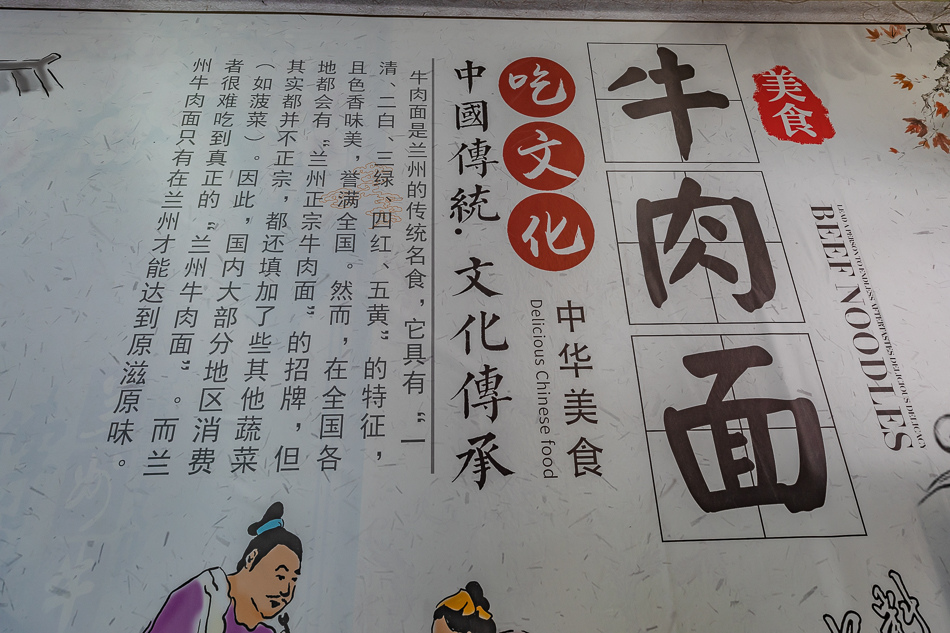 美食
BEEF NOODLES
牛肉面
吃文化
中华美食
Delicious Chinese food
中國傳統·文化傳承
牛肉面是兰州的传统名食，它具有“一
清、二白、三绿、四红、五黄”的特征，
且色香味美，誉满全国。然而，在全国各
地都会有“兰州正宗牛肉面”的招牌，但
其实都并不正宗，都还填加了些其他蔬菜
（如菠菜）。因此，国内大部分地区消费
者很难吃到真正的“兰州牛肉面”。而兰
州牛肉面只有在兰州才能达到原滋原味。